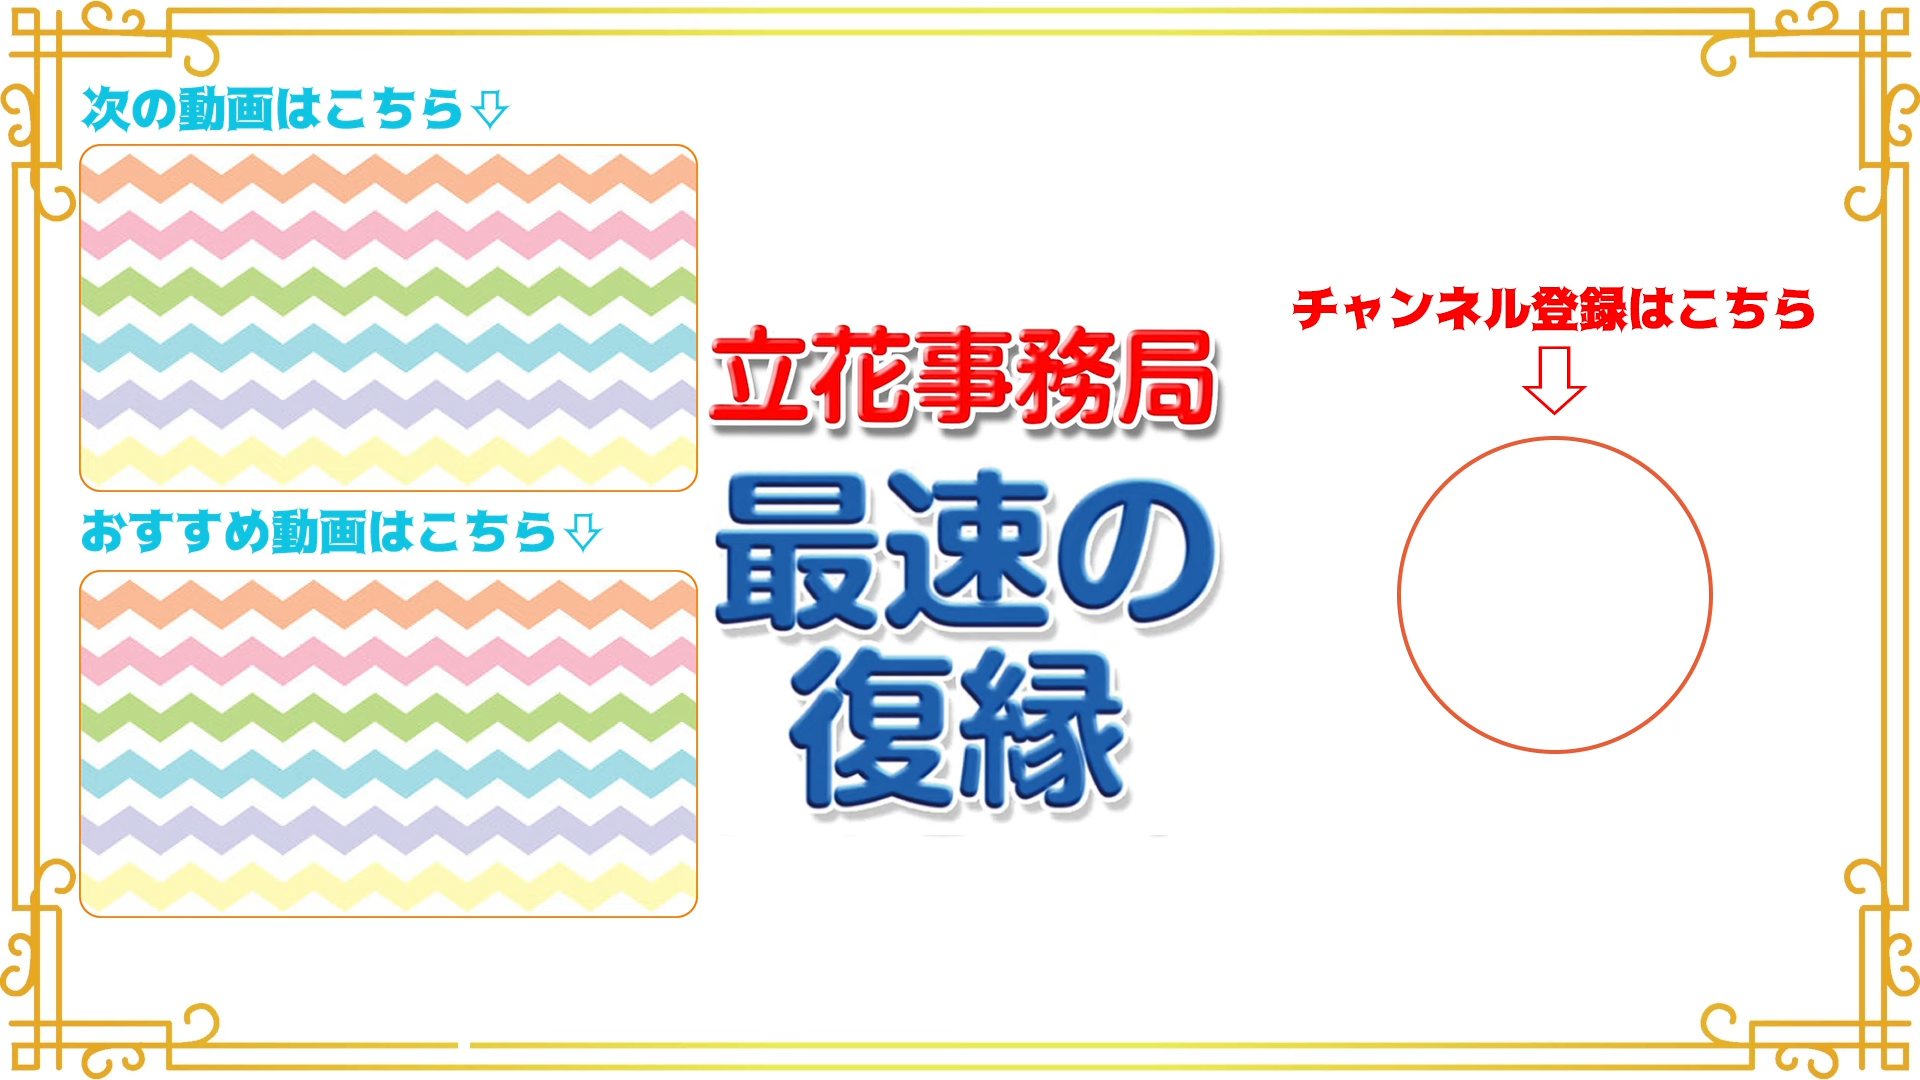 次の動画はこちら⇩
おすすめ動画はこちら⇩
立花事務局
最速の
復縁
チャンネル登録はこちら